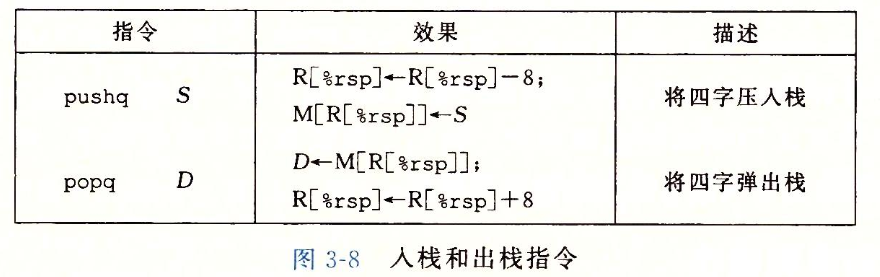 指令 效果 描述
pushq S R[%rsp]←R[%rsp]−8;
M[R[%rsp]]←S 将四字压入栈
popq D D←M[R[%rsp]];
R[%rsp]←R[%rsp]+8 将四字弹出栈
图 3-8 入栈和出栈指令